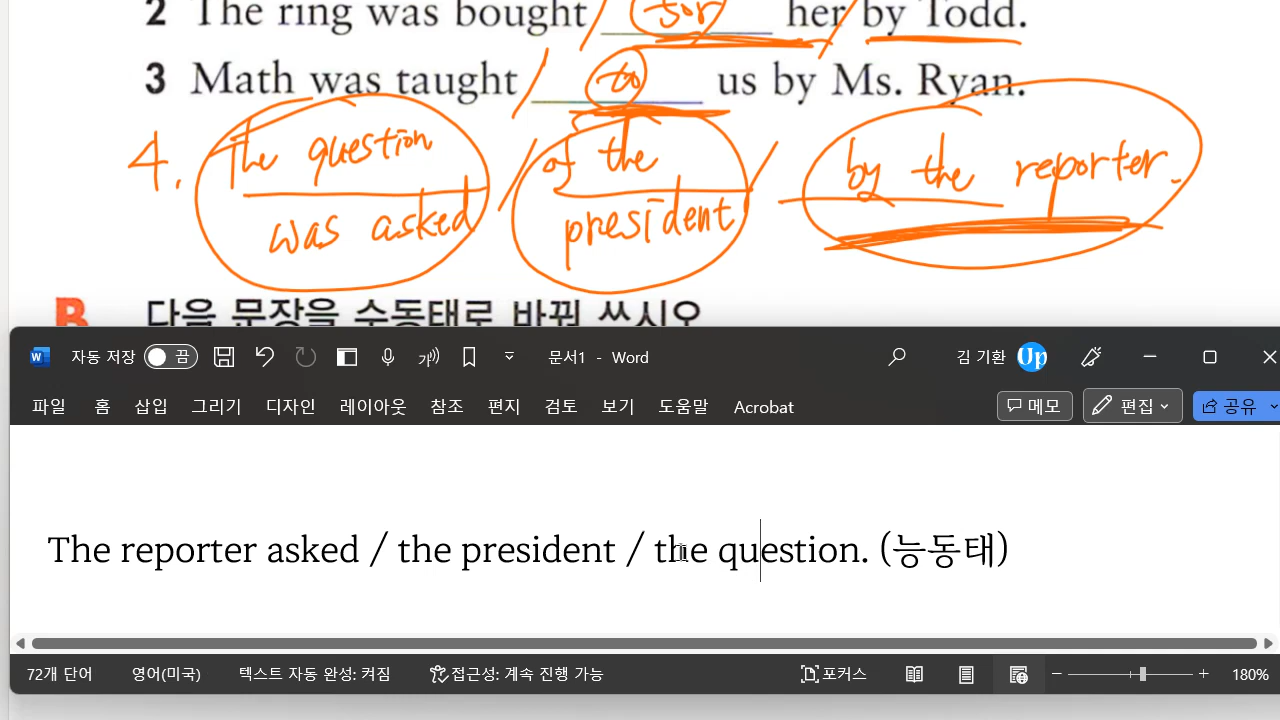 2 The ring was bought / for her / by Todd.
3 Math was taught / to us by Ms. Ryan.
4. The question / of the / by the reporter.
was asked president
B 다음 문장을 수동태로 바꿔 쓰시오
자동 저장 끔 문서1 - Word 김 기환 Up
파일 홈 삽입 그리기 디자인 레이아웃 참조 편지 검토 보기 도움말 Acrobat 메모 편집 공유
The reporter asked / the president / the question. (능동태)
72개 단어 영어(미국) 텍스트 자동 완성: 켜짐 접근성: 계속 진행 가능 포커스 180%